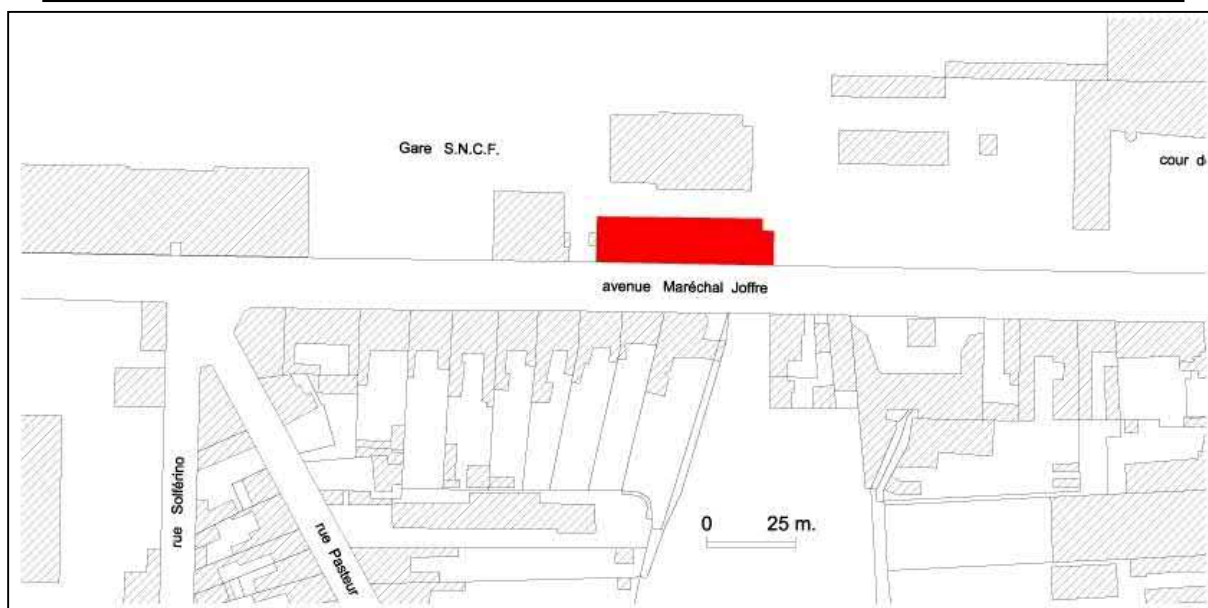 Gare S.N.C.F.
cour d
avenue Maréchal Joffre
rue Solférino
rue Pasteur
0 25 m.